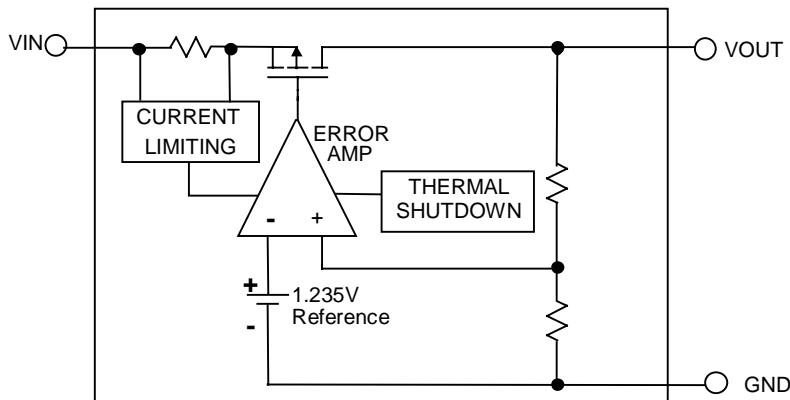 VIN
VOUT
CURRENT
LIMITING
ERROR
AMP
THERMAL
SHUTDOWN
- +
+
1.235V
Reference
-
GND